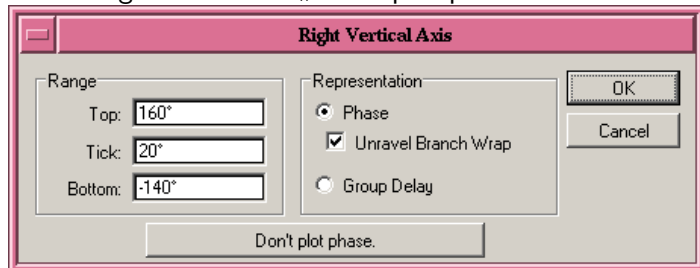 Right Vertical Axis
Range
Top: 160°
Tick: 20°
Bottom: -140°
Representation
Phase
Unravel Branch Wrap
Group Delay
OK
Cancel
Don't plot phase.